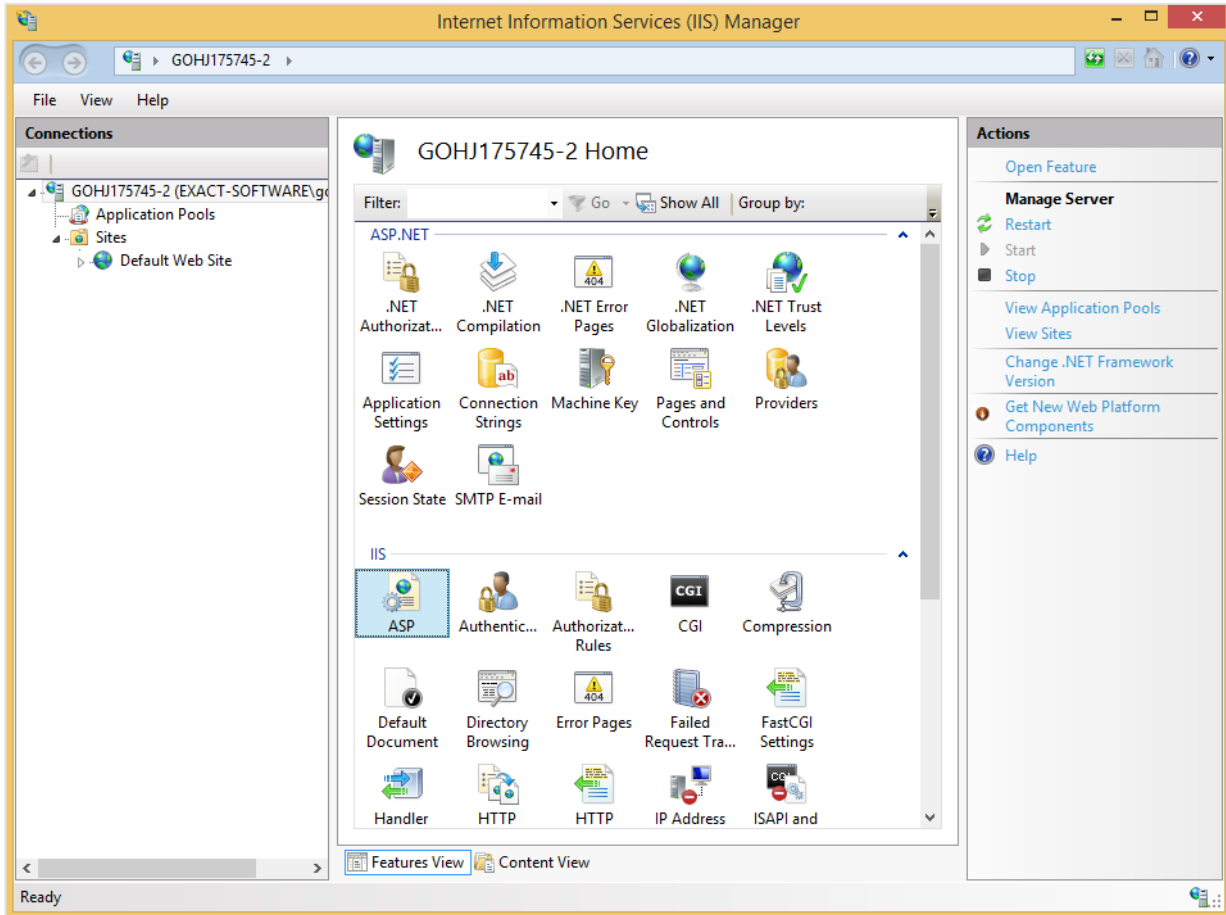 Internet Information Services (IIS) Manager
GOHJ175745-2
File View Help
Connections
GOHJ175745-2 (EXACT-SOFTWARE\go
Application Pools
Sites
Default Web Site
GOHJ175745-2 Home
Filter: Go Show All Group by:
ASP.NET
.NET .NET .NET Error .NET .NET Trust
Authorizat... Compilation Pages Globalization Levels
404
Application Connection Machine Key Pages and Providers
Settings Strings Controls
ab
Session State SMTP E-mail
IIS
CGI
ASP Authentic... Authorizat... CGI Compression
Rules
404
Default Directory Error Pages Failed FastCGI
Document Browsing Request Tra... Settings
Handler HTTP HTTP IP Address ISAPI and
Features View Content View
Actions
Open Feature
Manage Server
Restart
Start
Stop
View Application Pools
View Sites
Change .NET Framework
Version
Get New Web Platform
Components
Help
Ready